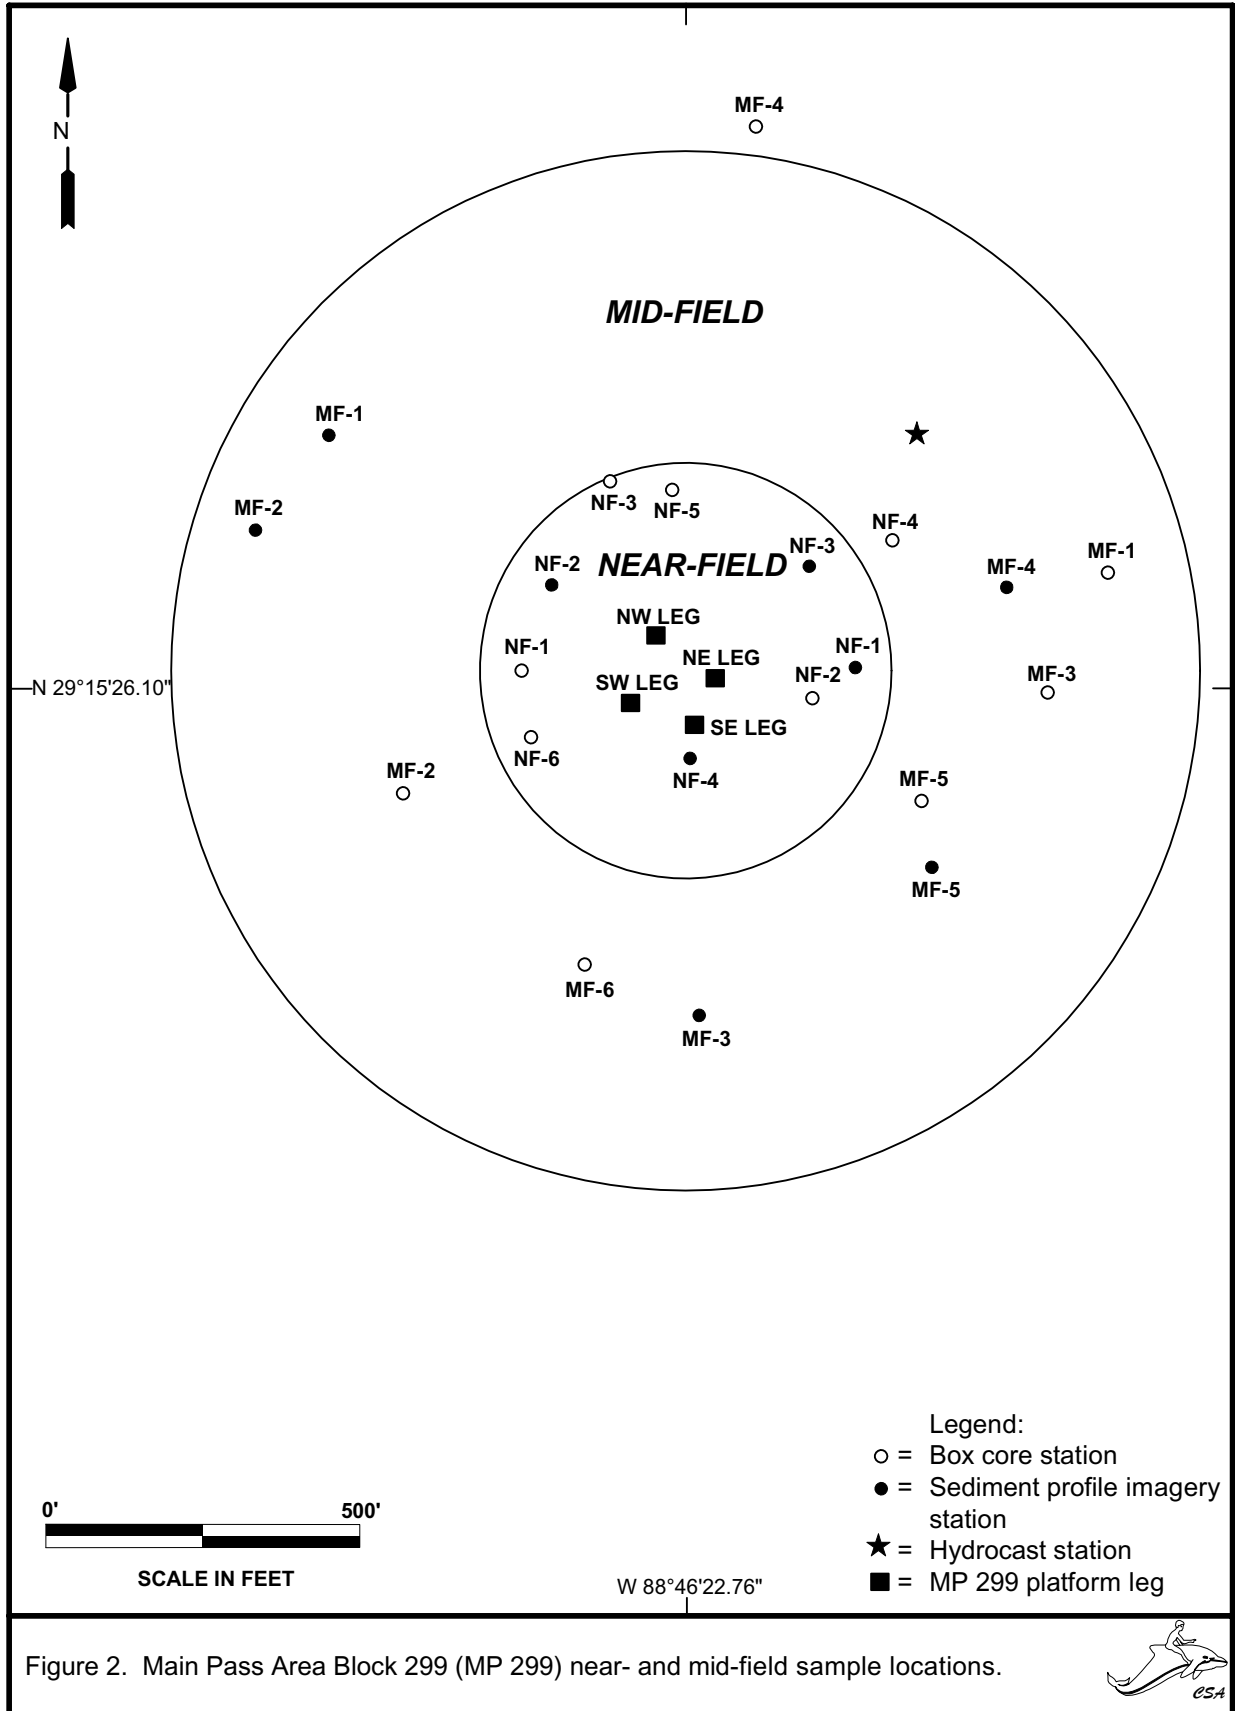 MF-4
N
MID-FIELD
MF-1
MF-2
NF-3
NF-5
NF-4
NF-3
MF-1
NF-2
NEAR-FIELD
MF-4
NW LEG
NF-1
NE LEG
NF-1
SW LEG
NF-2
MF-3
N 29°15'26.10"
SE LEG
NF-6
MF-2
NF-4
MF-5
MF-5
MF-6
MF-3
Legend:
= Box core station
= Sediment profile imagery
station
= Hydrocast station
= MP 299 platform leg
0' 500'
SCALE IN FEET
W 88°46'22.76"
Figure 2. Main Pass Area Block 299 (MP 299) near- and mid-field sample locations.
CSA